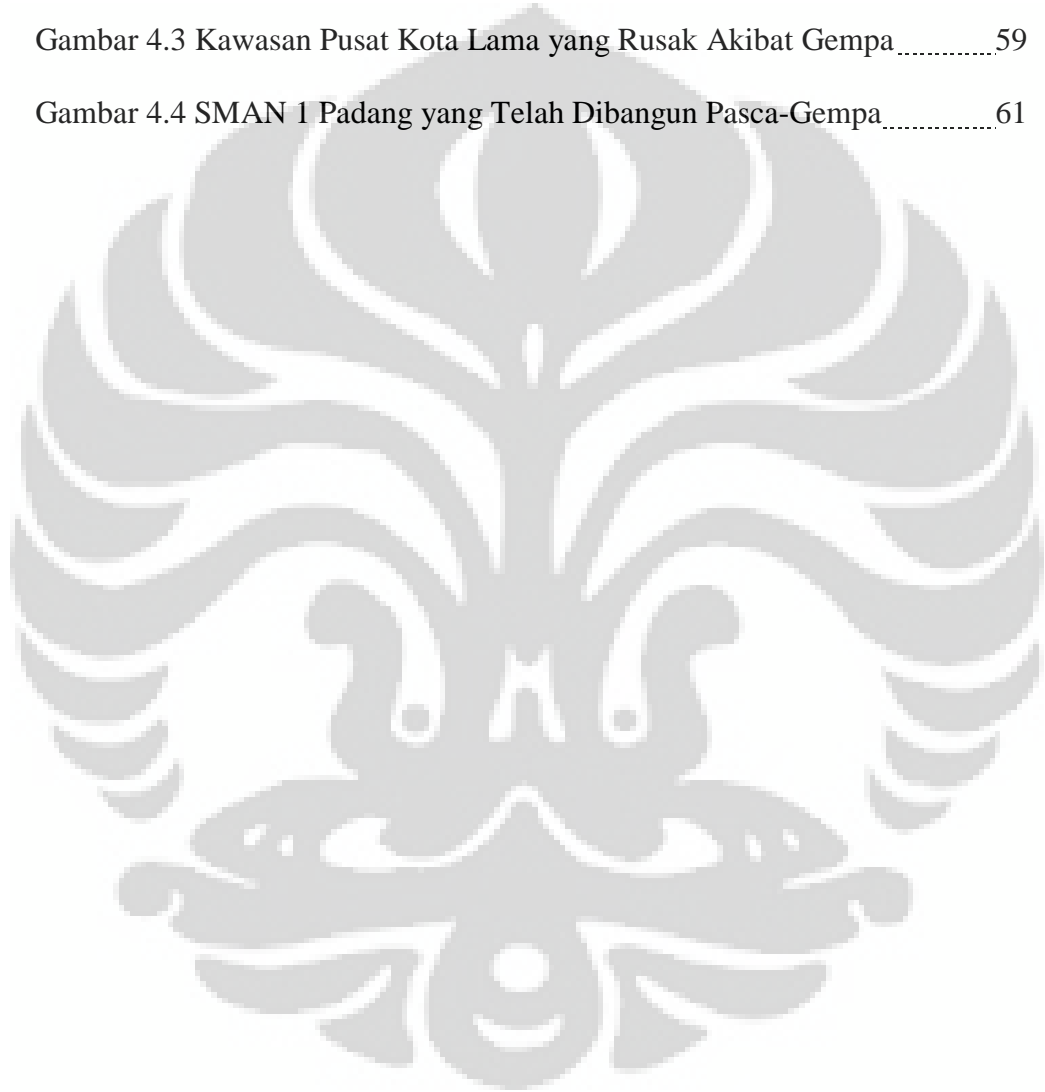 Gambar 4.3 Kawasan Pusat Kota Lama yang Rusak Akibat Gempa...........59
Gambar 4.4 SMAN 1 Padang yang Telah Dibangun Pasca-Gempa.............61